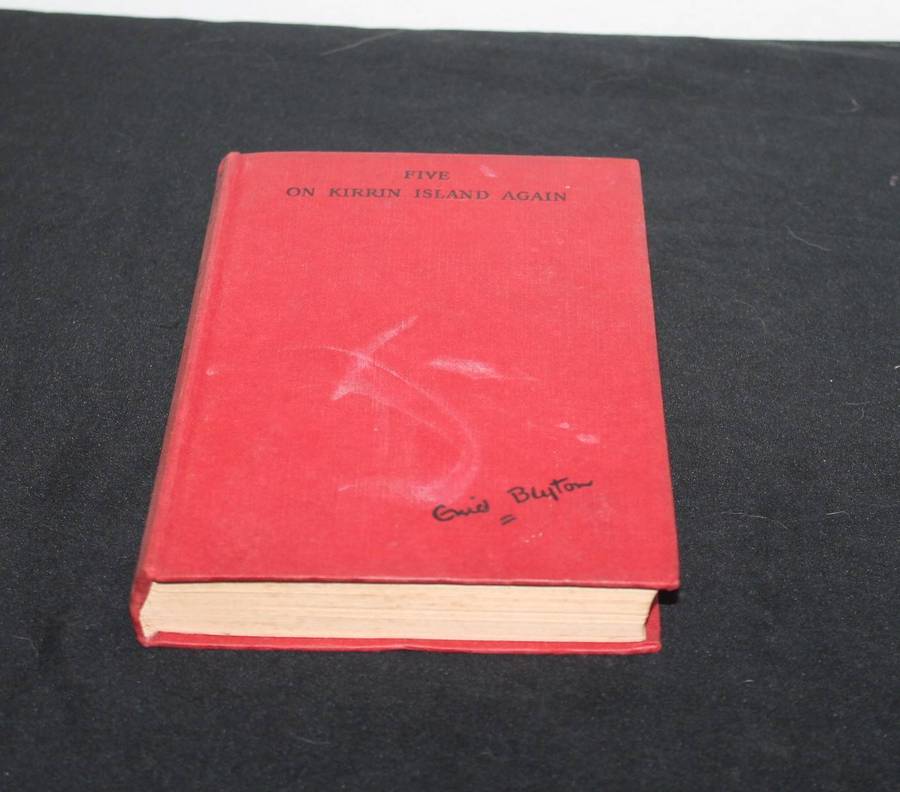 FIVE
ON KIRRIN ISLAND AGAIN
Enid Blyton